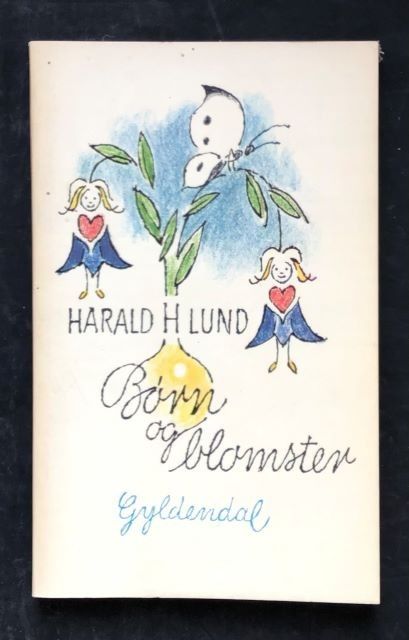 HARALD H LUND
Børn
og
blomster
Gyldendal